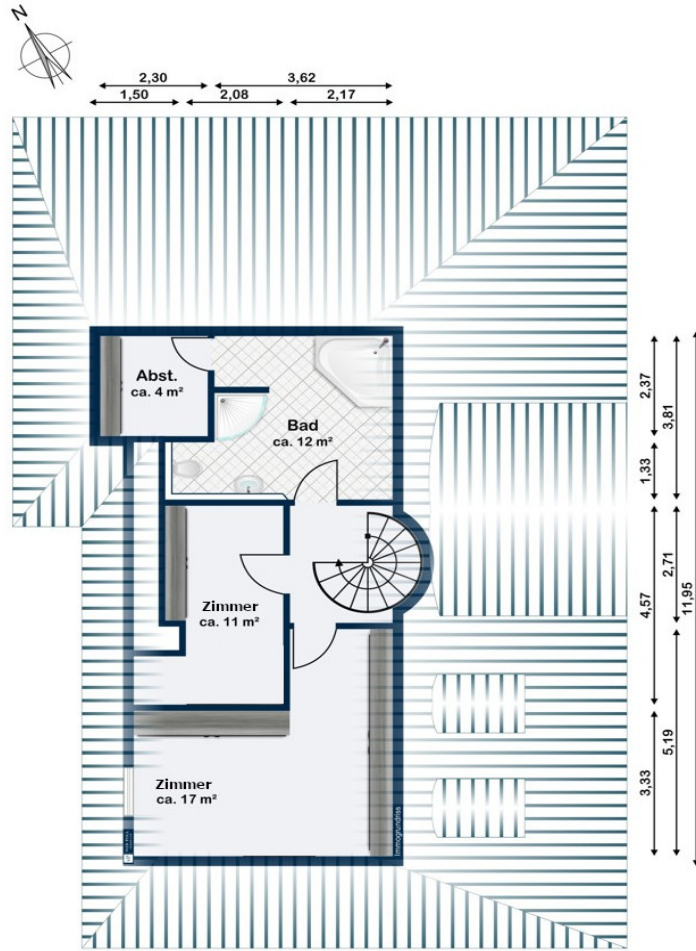 N
2,30 3,62
1,50 2,08 2,17
Abst.
ca. 4 m²
Bad
ca. 12 m²
Zimmer
ca. 11 m²
Zimmer
ca. 17 m²
Immogrundriss
2,37
1,33
4,57
3,33
3,81
2,71
5,19
11,95